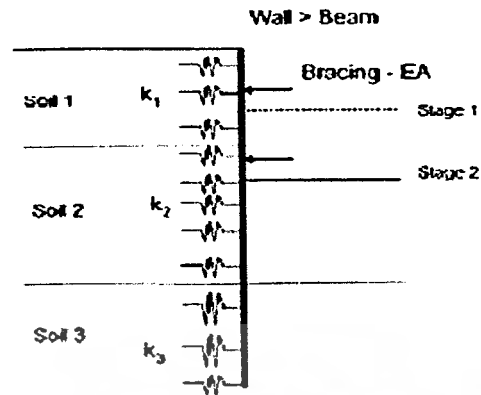 Wall > Beam
Bracing - EA
Soil 1
k1
Stage 1
Stage 2
Soil 2
k2
Soil 3
k3